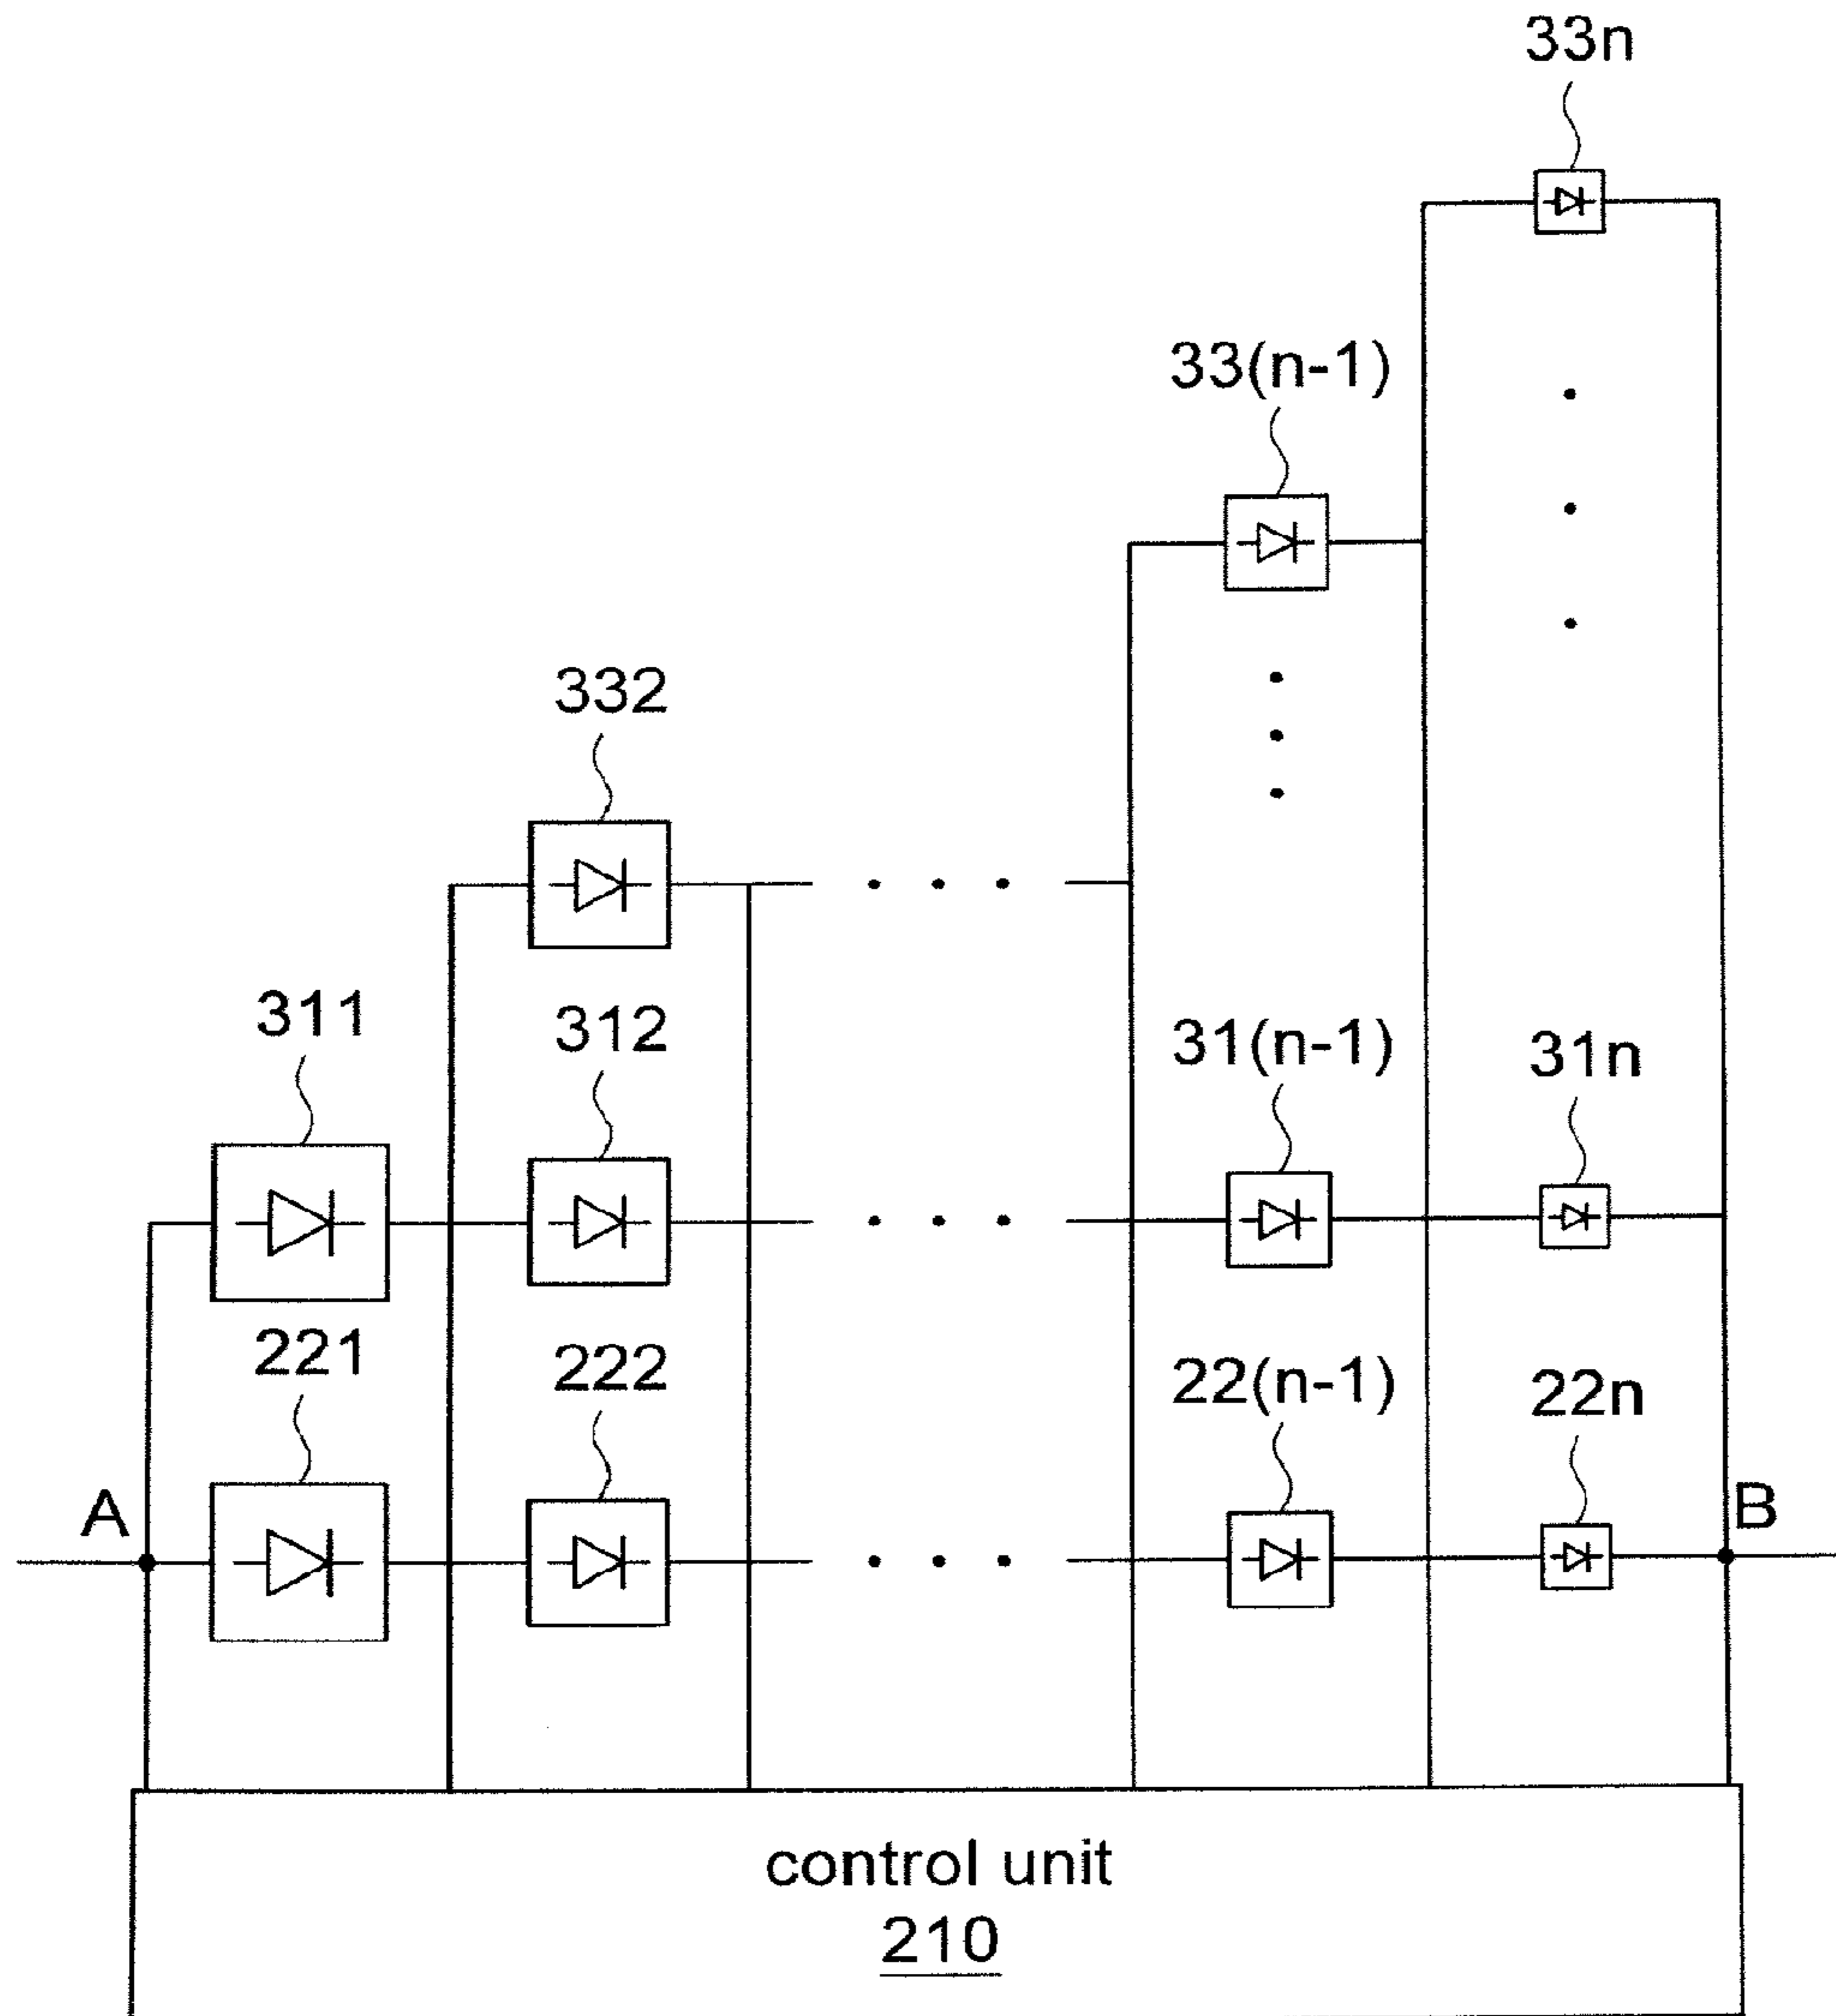 33n
33(n-1)
332
311
312
31(n-1)
31n
221
222
22(n-1)
22n
A
B
control unit
210